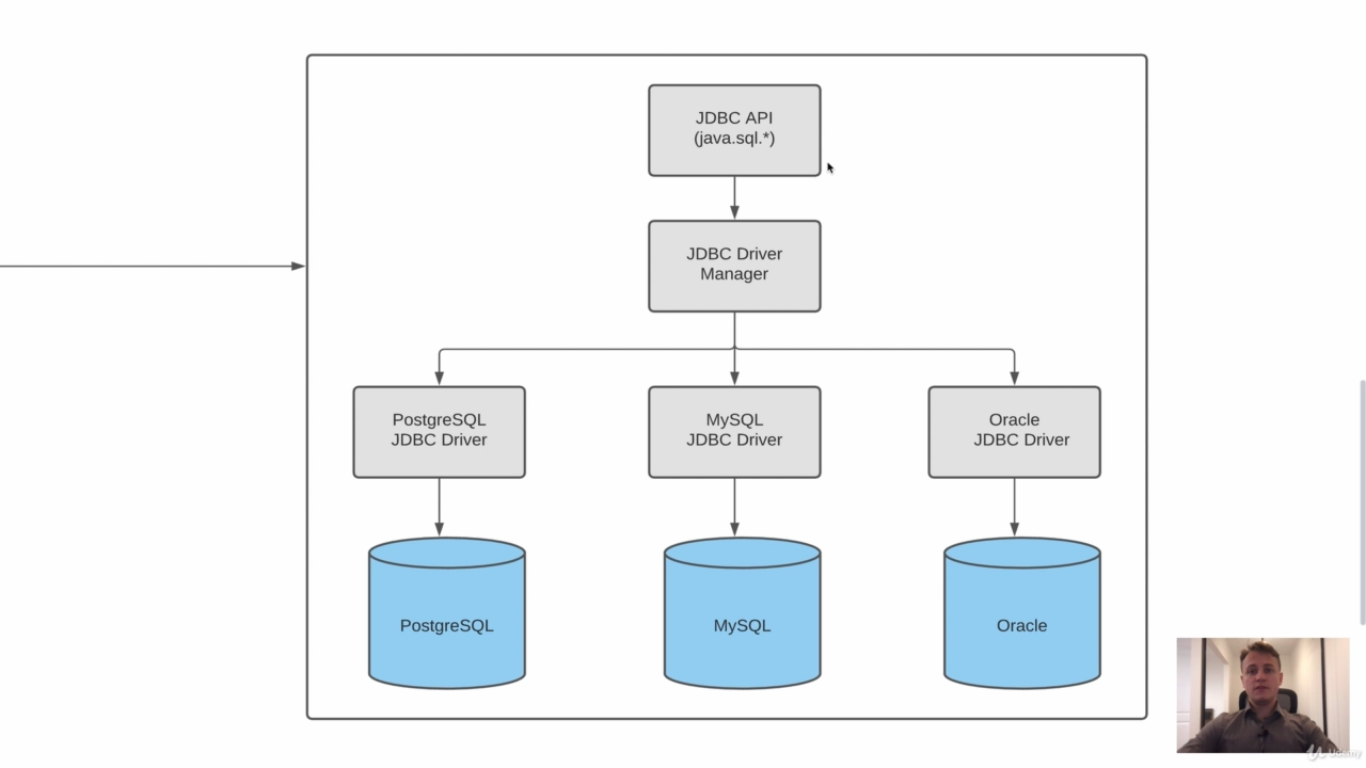 JDBC API
(java.sql.*)
JDBC Driver
Manager
PostgreSQL
JDBC Driver
MySQL
JDBC Driver
Oracle
JDBC Driver
PostgreSQL
MySQL
Oracle
Udemy